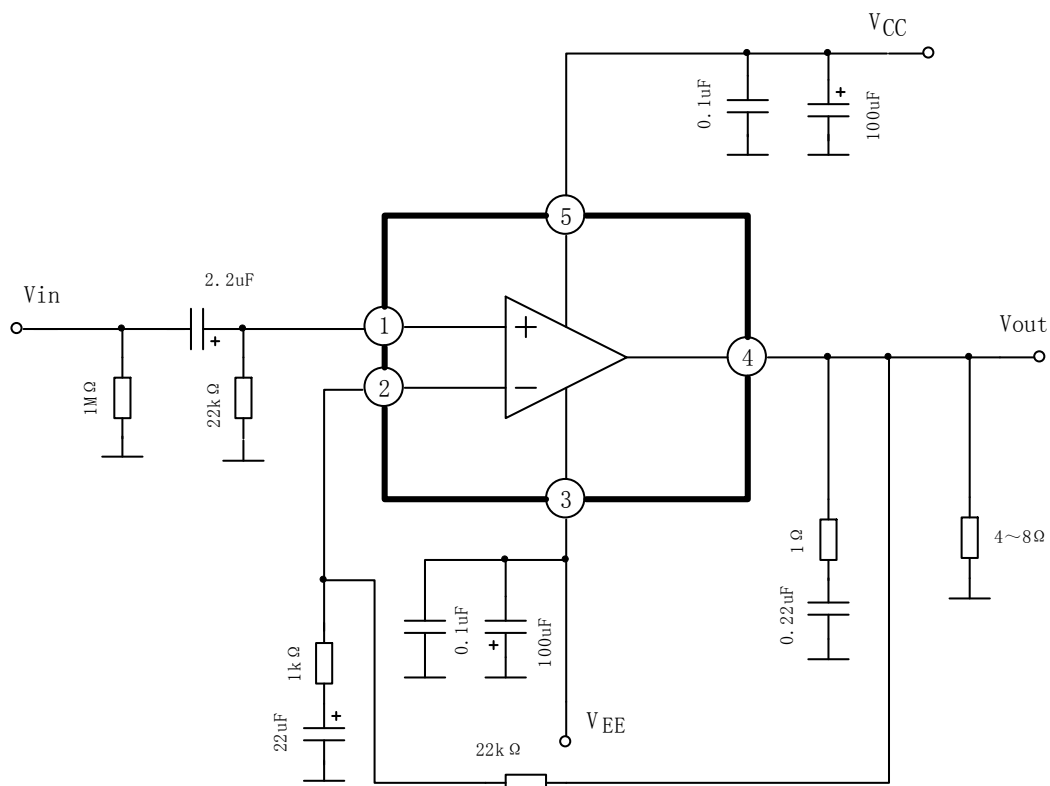 VCC
0.1uF
100uF
5
2.2uF
Vin
+
1
+
Vout
4
2
−
1MΩ
22kΩ
3
1Ω
4～8Ω
0.22uF
0.1uF
+
100uF
1kΩ
+
22uF
VEE
22kΩ
+